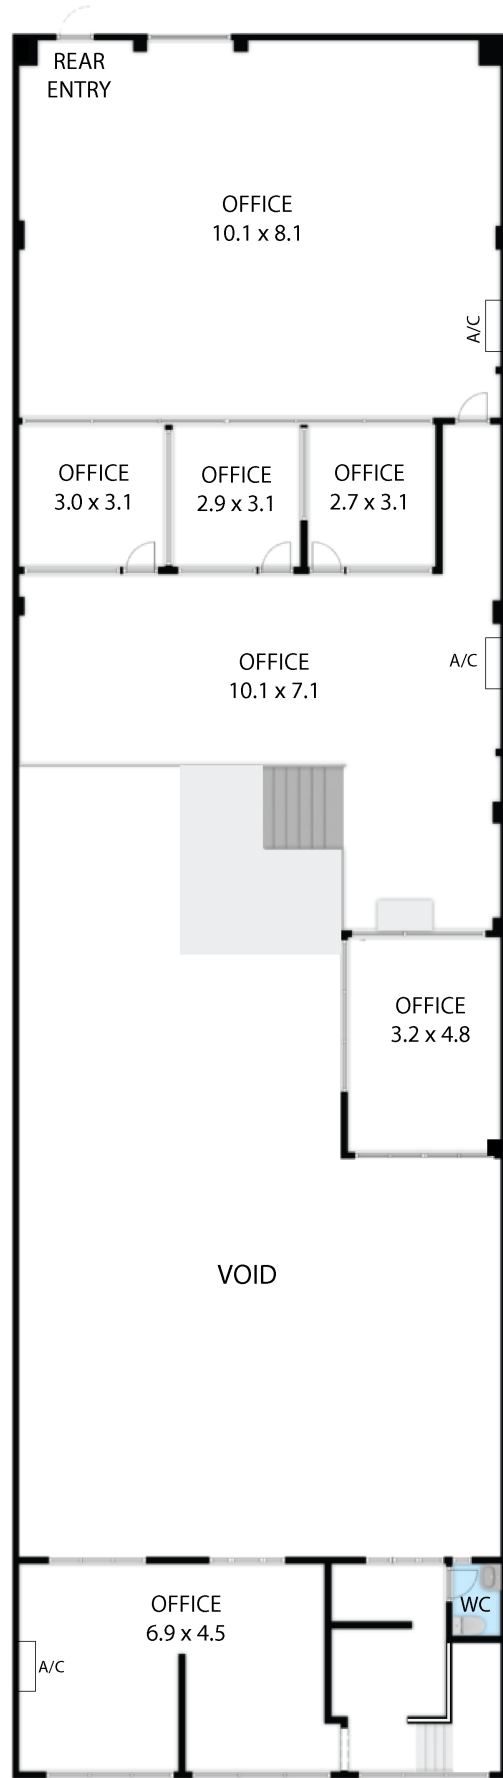 REAR
ENTRY
OFFICE
10.1 x 8.1
A/C
OFFICE
3.0 x 3.1
OFFICE
2.9 x 3.1
OFFICE
2.7 x 3.1
OFFICE
10.1 x 7.1
A/C
OFFICE
3.2 x 4.8
VOID
OFFICE
6.9 x 4.5
WC
A/C